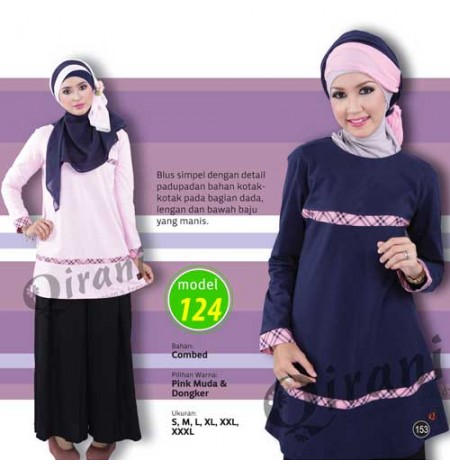 Blus simpel dengan detail
padupadan bahan kotak-
kotak pada bagian dada,
lengan dan bawah baju
yang manis.
Qirani
model
124
Bahan:
Combed
Pilihan Warna:
Pink Muda &
Dongker
Ukuran:
S, M, L, XL, XXL,
XXXL
Qirani
153